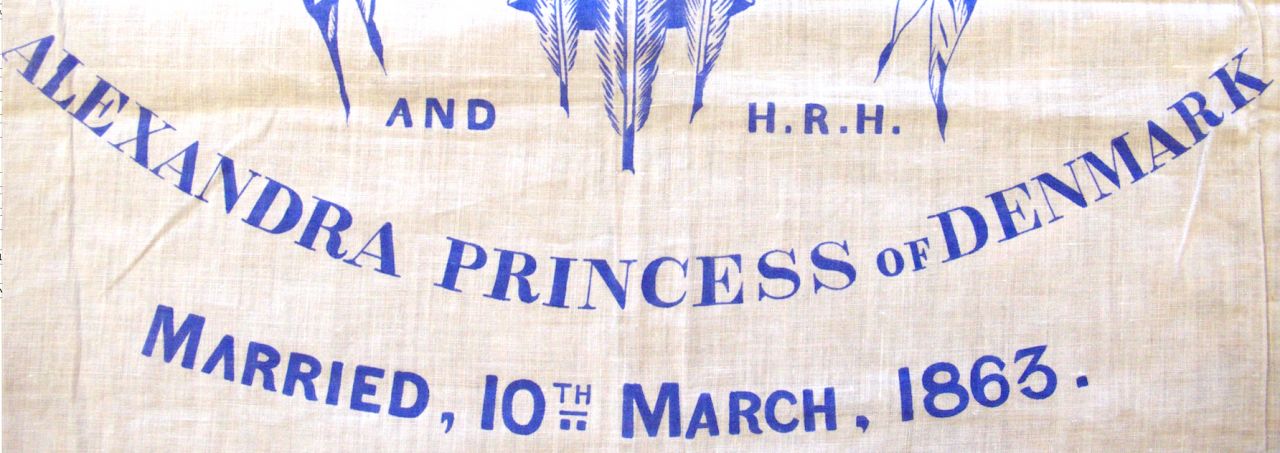 AND H.R.H.
ALEXANDRA PRINCESS OF DENMARK
MARRIED, 10TH MARCH, 1863.